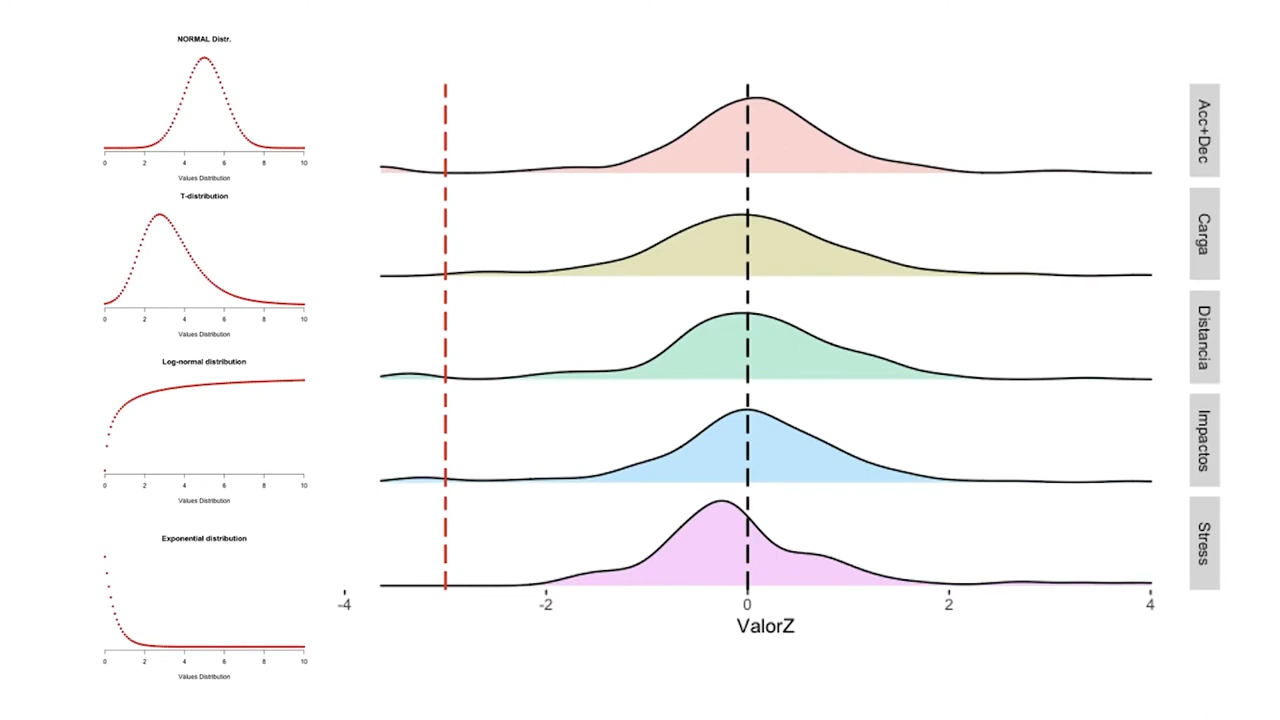 NORMAL Distr.
0 2 4 6 8 10
Values Distribution
T-distribution
0 2 4 6 8 10
Values Distribution
Log-normal distribution
0 2 4 6 8 10
Values Distribution
Exponential distribution
0 2 4 6 8 10
Values Distribution
Acc+Dec
Carga
Distancia
Impactos
Stress
-4 -2 0 2 4
ValorZ